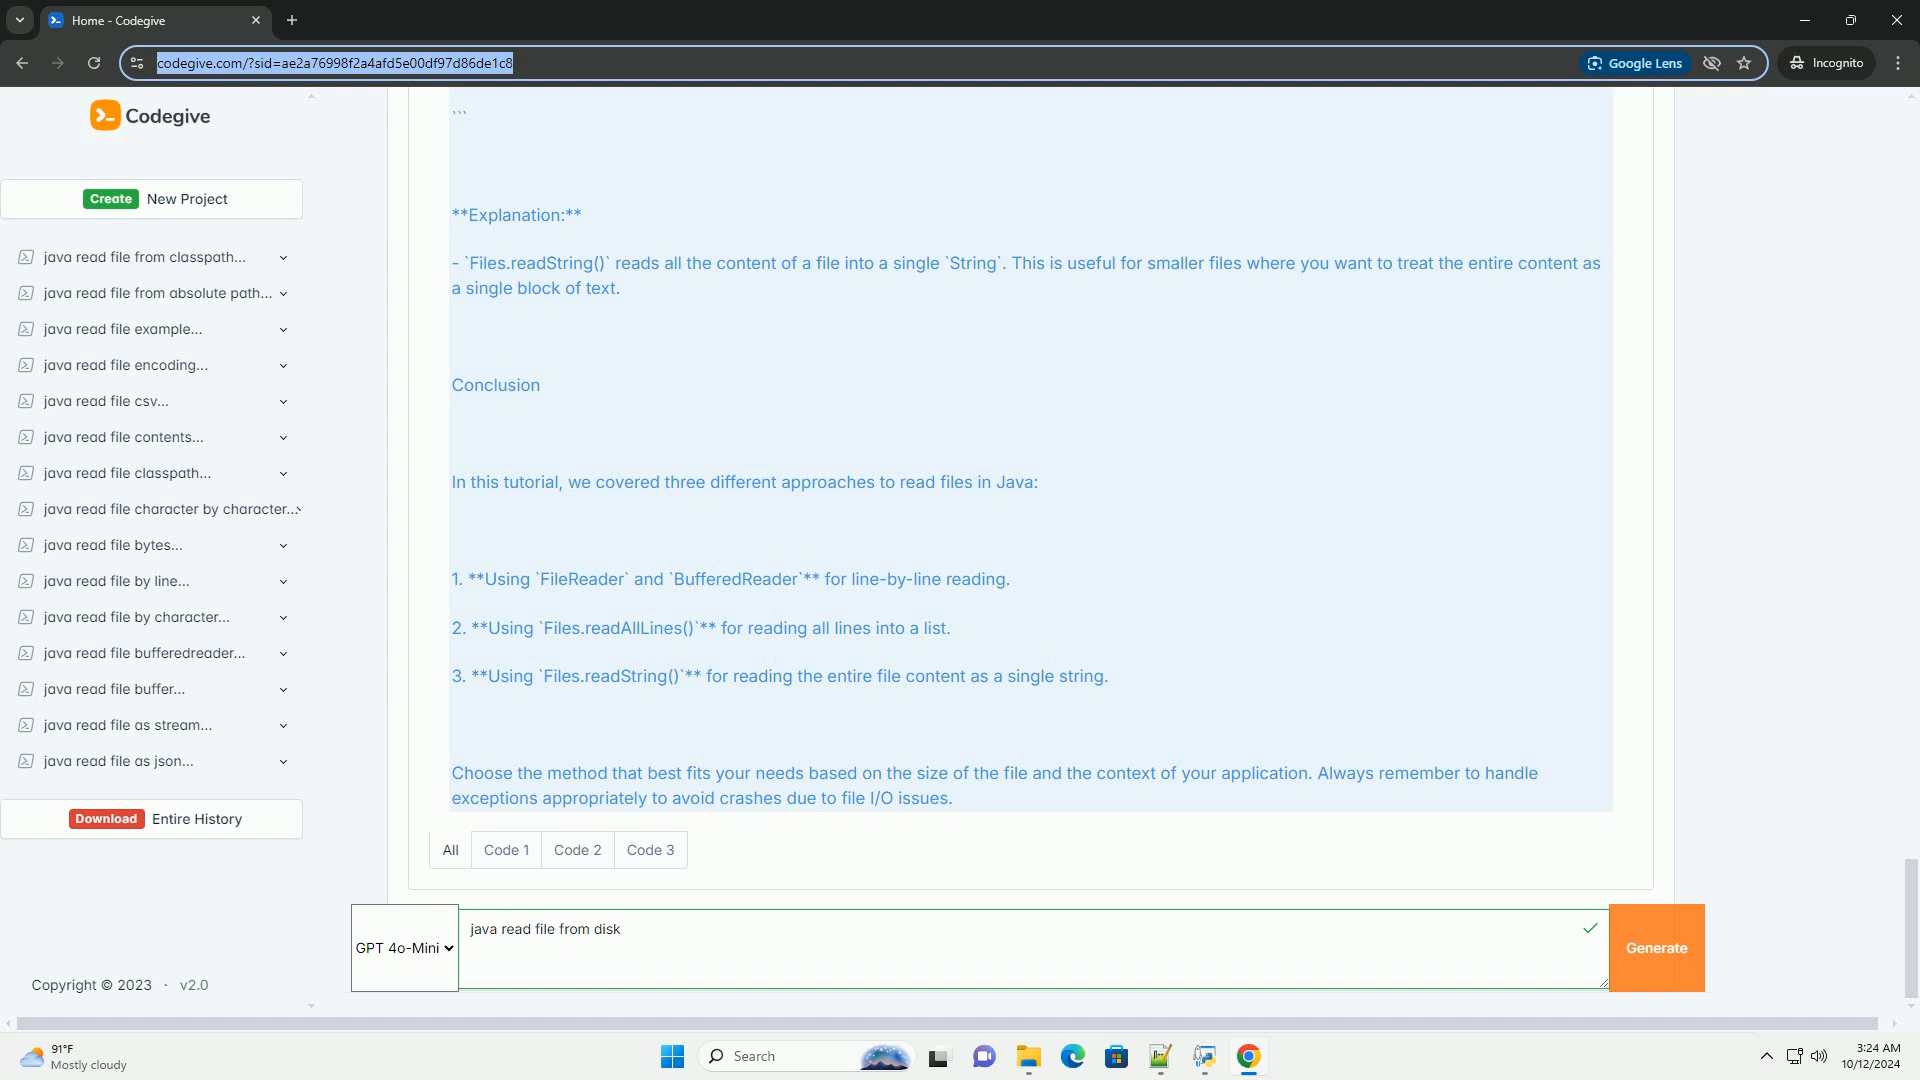 Home - Codegive
codegive.com/?sid=ae2a76998f2a4afd5e00df97d86de1c8
Google Lens
Incognito
Codegive
Create New Project
java read file from classpath...
java read file from absolute path...
java read file example...
java read file encoding...
java read file csv...
java read file contents...
java read file classpath...
java read file character by character...
java read file bytes...
java read file by line...
java read file by character...
java read file bufferedreader...
java read file buffer...
java read file as stream...
java read file as json...
Download Entire History
Copyright © 2023 · v2.0
```
**Explanation:**
- `Files.readString()` reads all the content of a file into a single `String`. This is useful for smaller files where you want to treat the entire content as
a single block of text.
Conclusion
In this tutorial, we covered three different approaches to read files in Java:
1. **Using `FileReader` and `BufferedReader`** for line-by-line reading.
2. **Using `Files.readAllLines()`** for reading all lines into a list.
3. **Using `Files.readString()`** for reading the entire file content as a single string.
Choose the method that best fits your needs based on the size of the file and the context of your application. Always remember to handle
exceptions appropriately to avoid crashes due to file I/O issues.
All Code 1 Code 2 Code 3
GPT 4o-Mini
java read file from disk
Generate
91°F
Mostly cloudy
Search
3:24 AM
10/12/2024